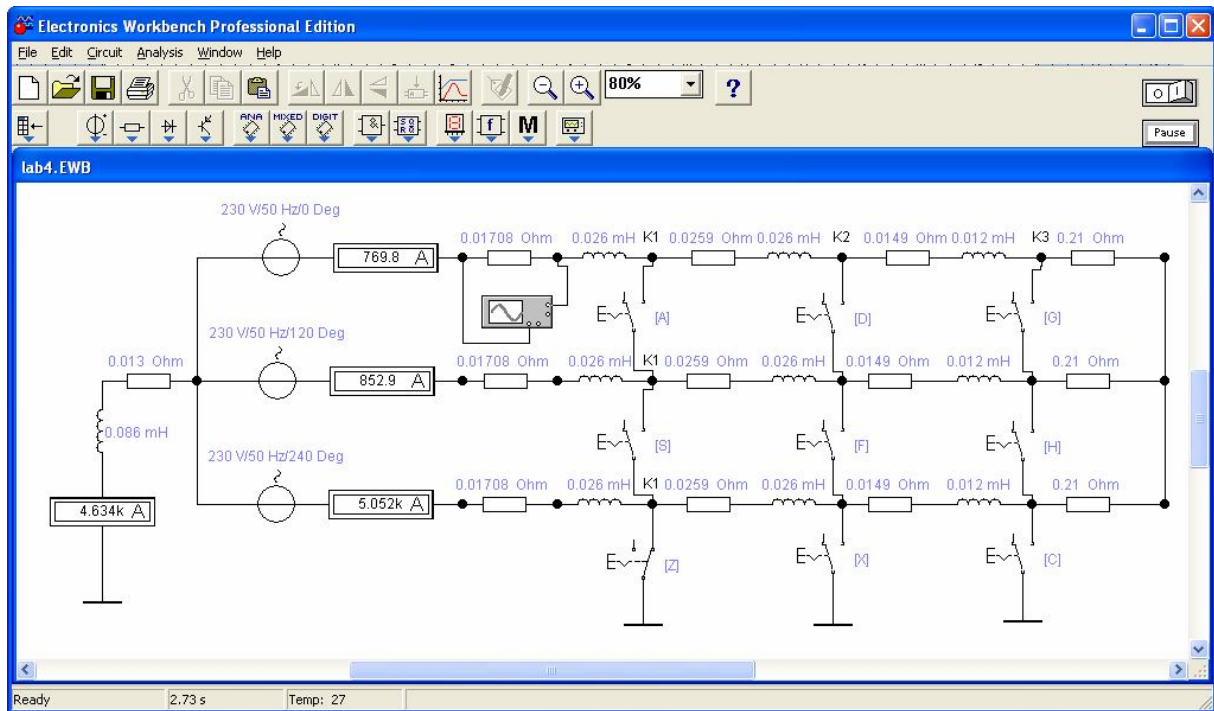 Electronics Workbench Professional Edition
File Edit Circuit Analysis Window Help
80% ?
O I
ANA MIXED DIGIT & f M
Pause
lab4.EWB
230 V/50 Hz/0 Deg
0.01708 Ohm 0.026 mH K1 0.0259 Ohm 0.026 mH K2 0.0149 Ohm 0.012 mH K3 0.21 Ohm
769.8 A
E [A] E [D] E [G]
230 V/50 Hz/120 Deg
0.013 Ohm 0.01708 Ohm 0.026 mH K1 0.0259 Ohm 0.026 mH 0.0149 Ohm 0.012 mH 0.21 Ohm
852.9 A
0.086 mH
E [S] E [F] E [H]
230 V/50 Hz/240 Deg
0.01708 Ohm 0.026 mH K1 0.0259 Ohm 0.026 mH 0.0149 Ohm 0.012 mH 0.21 Ohm
4.634k A 5.052k A
E [Z] E [X] E [C]
Ready 2.73 s Temp: 27